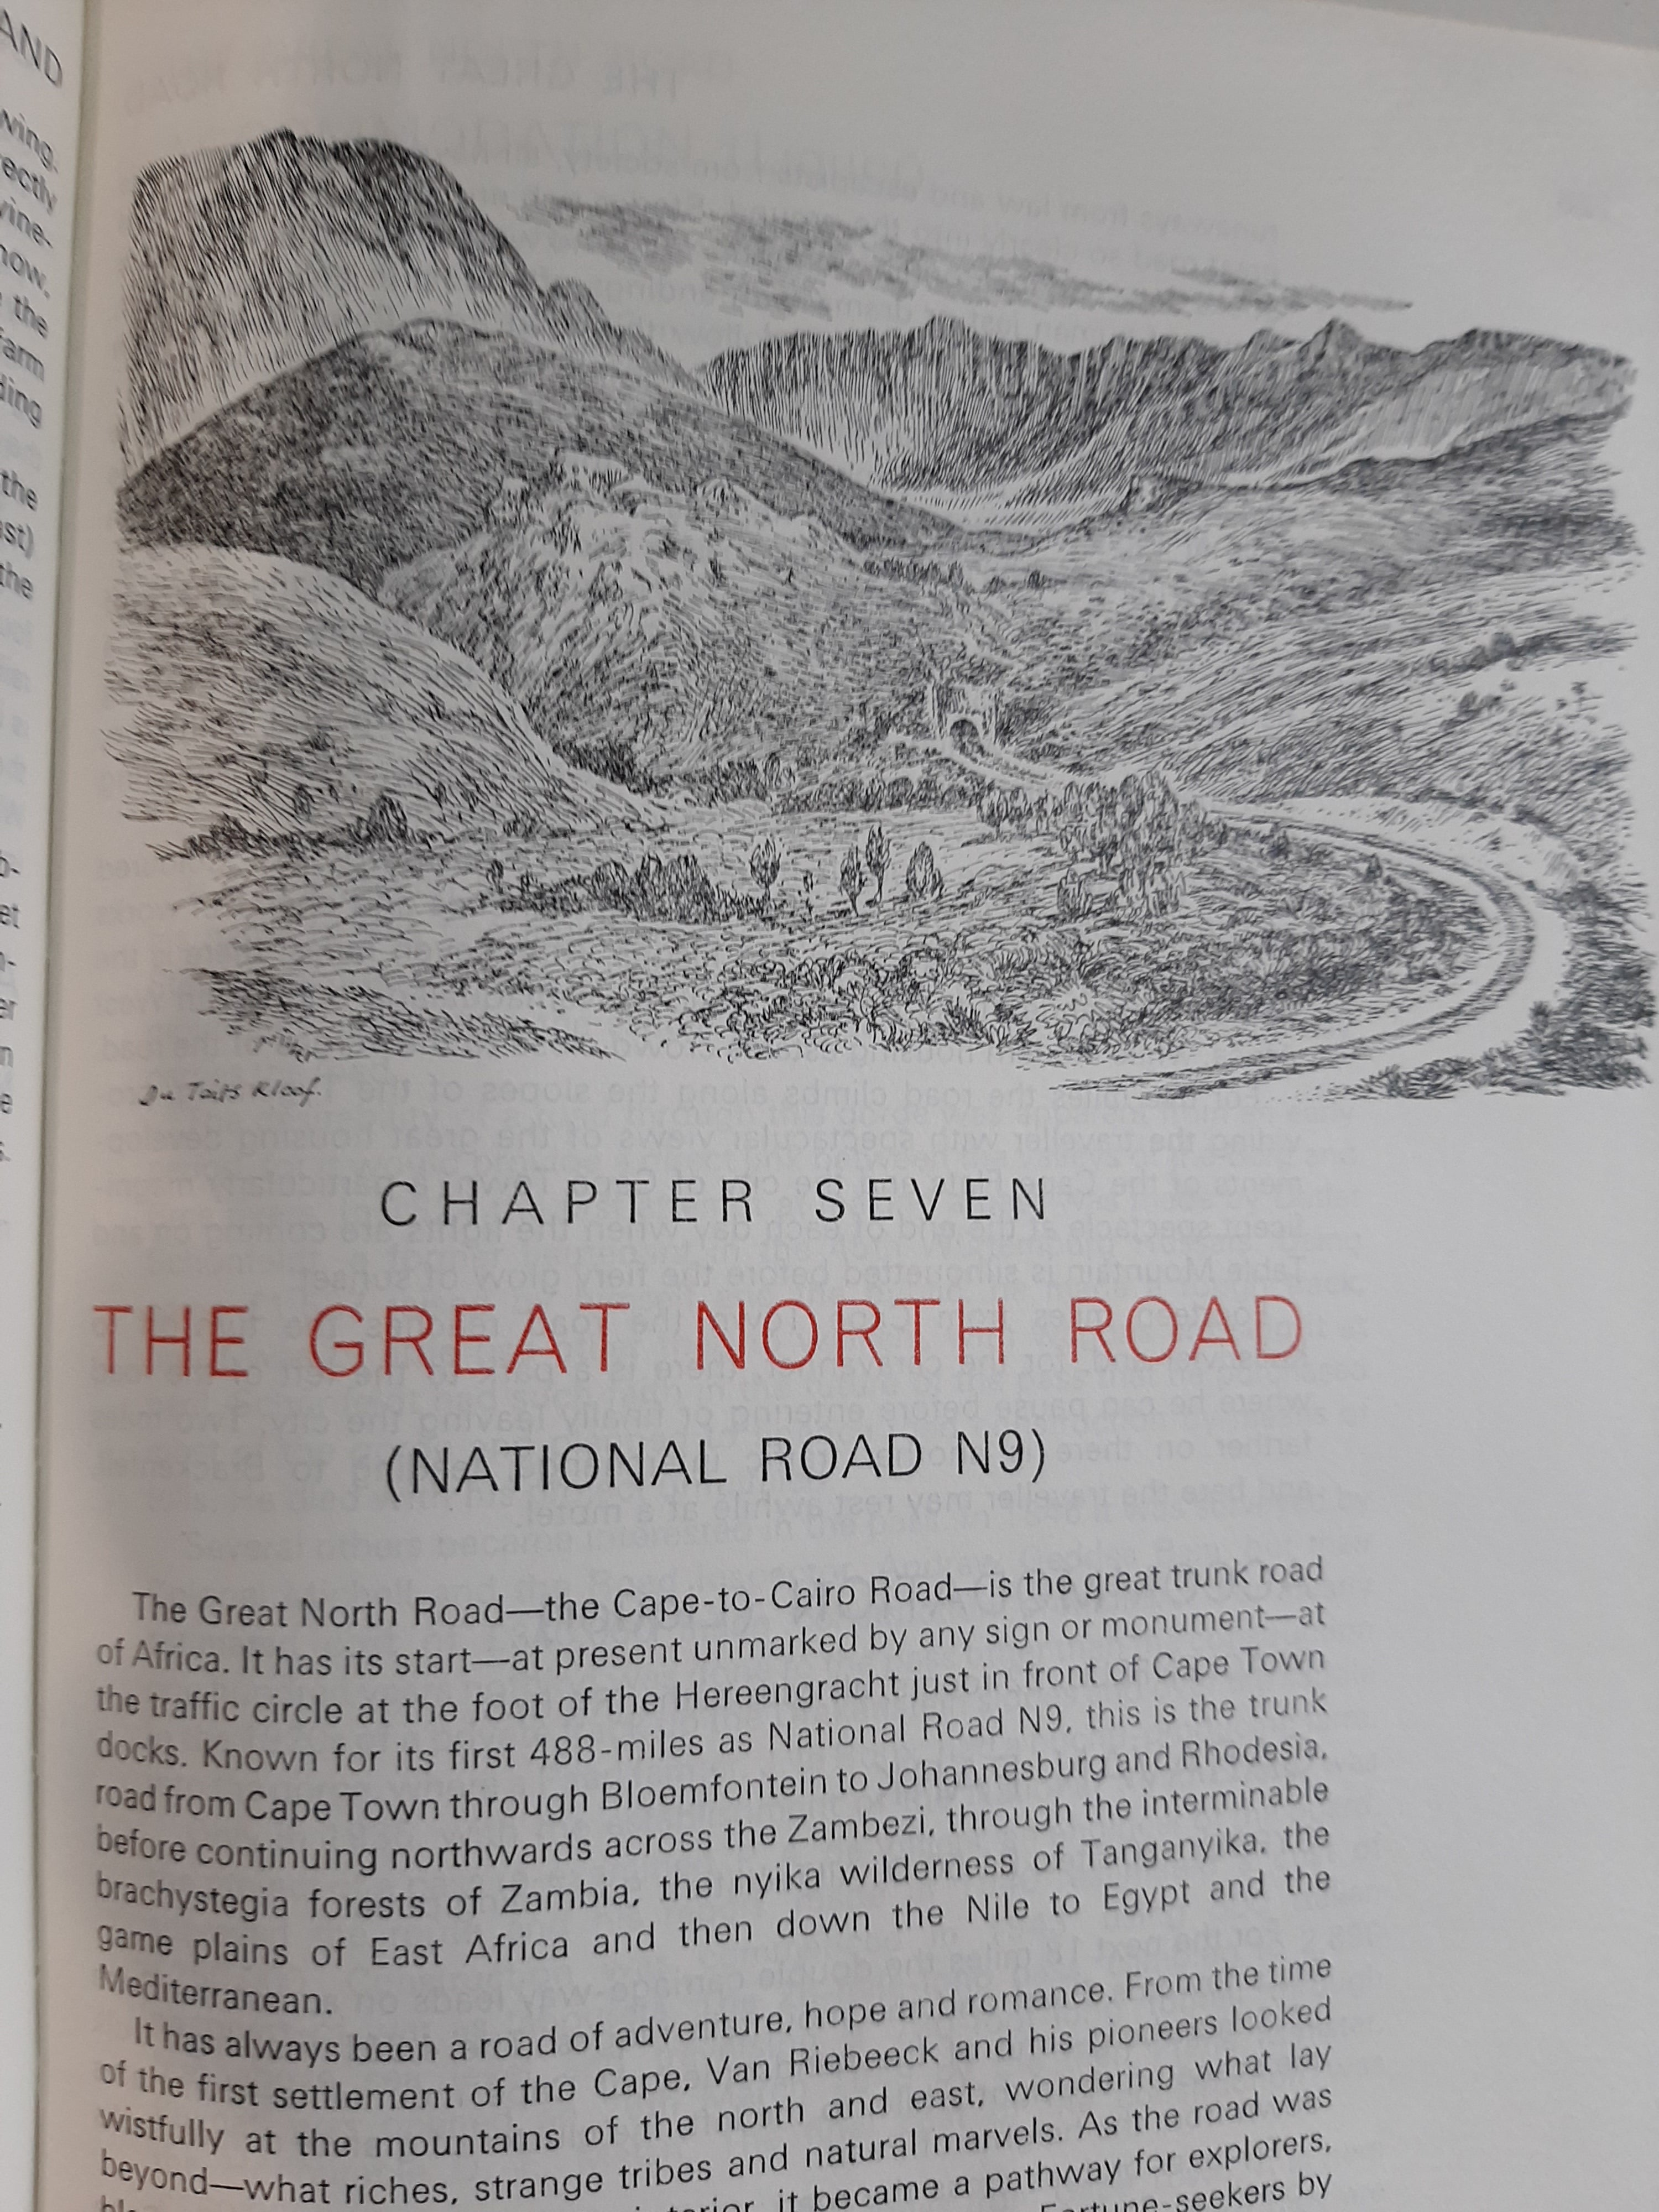 AND
the
the
the
Du Toits Kloof.
CHAPTER SEVEN
THE GREAT NORTH ROAD
(NATIONAL ROAD N9)
The Great North Road—the Cape-to-Cairo Road—is the great trunk road
of Africa. It has its start—at present unmarked by any sign or monument—at
the traffic circle at the foot of the Hereengracht just in front of Cape Town
docks. Known for its first 488-miles as National Road N9, this is the trunk
road from Cape Town through Bloemfontein to Johannesburg and Rhodesia,
before continuing northwards across the Zambezi, through the interminable
brachystegia forests of Zambia, the nyika wilderness of Tanganyika, the
game plains of East Africa and then down the Nile to Egypt and the
Mediterranean.
It has always been a road of adventure, hope and romance. From the time
of the first settlement of the Cape, Van Riebeeck and his pioneers looked
wistfully at the mountains of the north and east, wondering what lay
beyond—what riches, strange tribes and natural marvels. As the road was
it became a pathway for explorers,
Fortune-seekers by